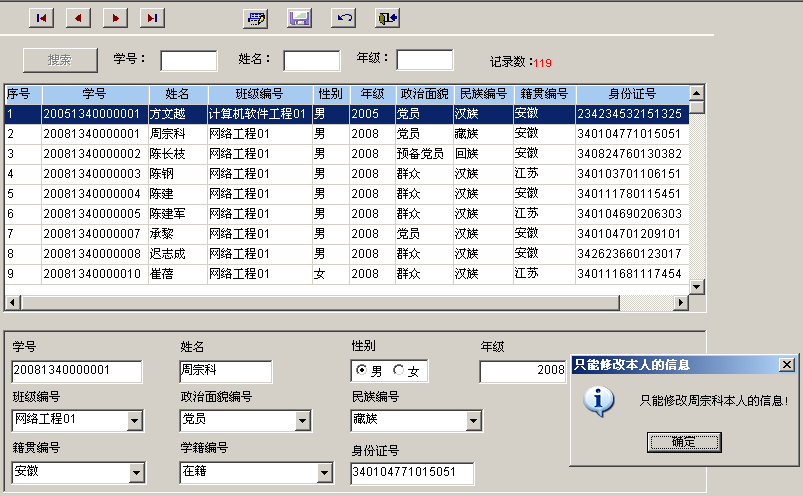 搜索 学号： 姓名： 年级： 记录数：119
序号 学号 姓名 班级编号 性别 年级 政治面貌 民族编号 籍贯编号 身份证号
1 20051340000001 方文越 计算机软件工程01 男 2005 党员 汉族 安徽 234234532151325
2 20081340000001 周宗科 网络工程01 男 2008 党员 藏族 安徽 340104771015051
3 20081340000002 陈长枝 网络工程01 男 2008 预备党员 回族 安徽 340824760130382
4 20081340000003 陈钢 网络工程01 男 2008 群众 汉族 江苏 340103701106151
5 20081340000004 陈建 网络工程01 男 2008 群众 汉族 安徽 340111780115451
6 20081340000005 陈建军 网络工程01 男 2008 群众 汉族 江苏 340104690206303
7 20081340000007 承黎 网络工程01 男 2008 党员 汉族 安徽 340104701209101
8 20081340000008 迟志成 网络工程01 男 2008 群众 汉族 安徽 342623660123017
9 20081340000010 崔蓓 网络工程01 女 2008 群众 汉族 江苏 340111681117454
学号 姓名 性别 年级
20081340000001 周宗科 男 女 2008
班级编号 政治面貌编号 民族编号
网络工程01 党员 藏族
籍贯编号 学籍编号 身份证号
安徽 在籍 340104771015051
只能修改本人的信息
只能修改周宗科本人的信息!
确定